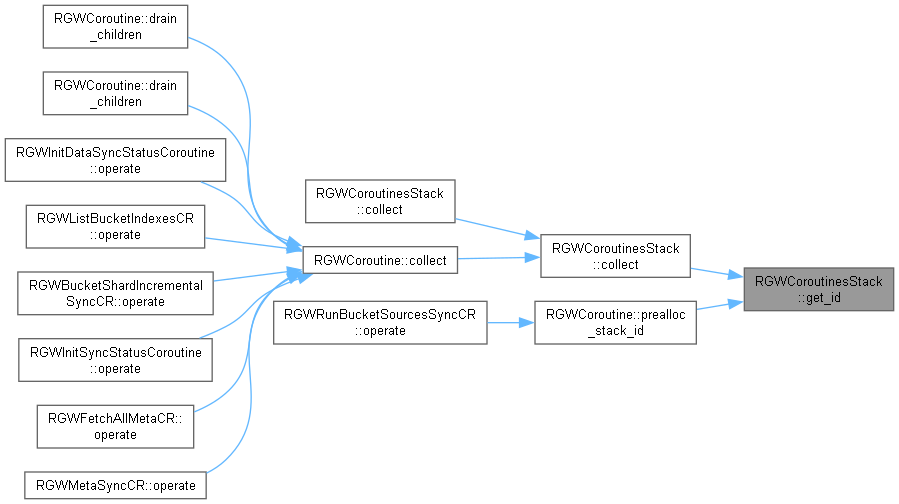 RGWCoroutine::drain
_children
RGWCoroutine::drain
_children
RGWInitDataSyncStatusCoroutine
::operate
RGWListBucketIndexesCR
::operate
RGWBucketShardIncremental
SyncCR::operate
RGWInitSyncStatusCoroutine
::operate
RGWFetchAllMetaCR::
operate
RGWMetaSyncCR::operate
RGWCoroutinesStack
::collect
RGWCoroutine::collect
RGWRunBucketSourcesSyncCR
::operate
RGWCoroutinesStack
::collect
RGWCoroutine::prealloc
_stack_id
RGWCoroutinesStack
::get_id